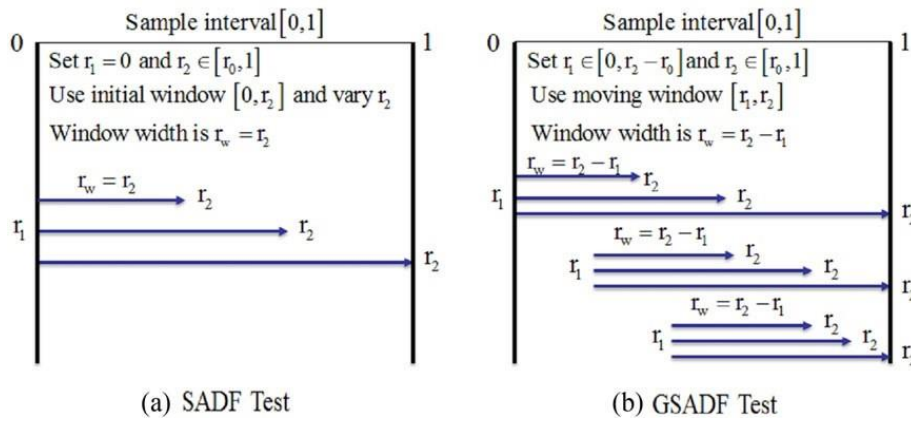 Sample interval[0,1]
0
1
Set r₁ = 0 and r₂ ∈[r₀,1]
Use initial window [0,r₂] and vary r₂
Window width is r_w = r₂
r_w = r₂
r₂
r₁
r₂
r₂
(a) SADF Test
Sample interval[0,1]
0
1
Set r₁ ∈[0,r₂ − r₀]and r₂ ∈[r₀,1]
Use moving window [r₁,r₂]
Window width is r_w = r₂ − r₁
r_w = r₂ − r₁
r₂
r₁
r₂
r₂
r_w = r₂ − r₁
r₂
r₁
r₂
r₂
r_w = r₂ − r₁
r₂
r₁
r₂
r₂
(b) GSADF Test